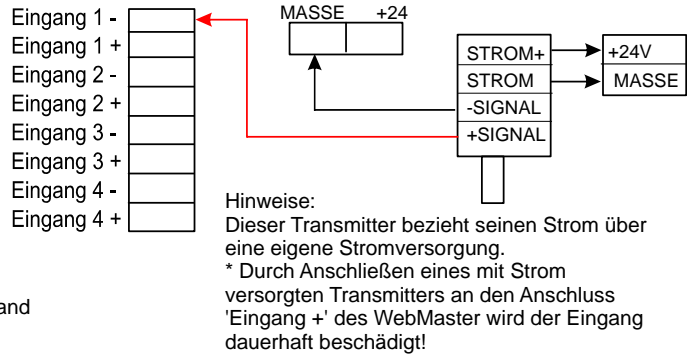 Eingang 1 -
Eingang 1 +
Eingang 2 -
Eingang 2 +
Eingang 3 -
Eingang 3 +
Eingang 4 -
Eingang 4 +
MASSE +24
STROM+
STROM
-SIGNAL
+SIGNAL
+24V
MASSE
Hinweise:
Dieser Transmitter bezieht seinen Strom über
eine eigene Stromversorgung.
* Durch Anschließen eines mit Strom
versorgten Transmitters an den Anschluss
'Eingang +' des WebMaster wird der Eingang
dauerhaft beschädigt!
and